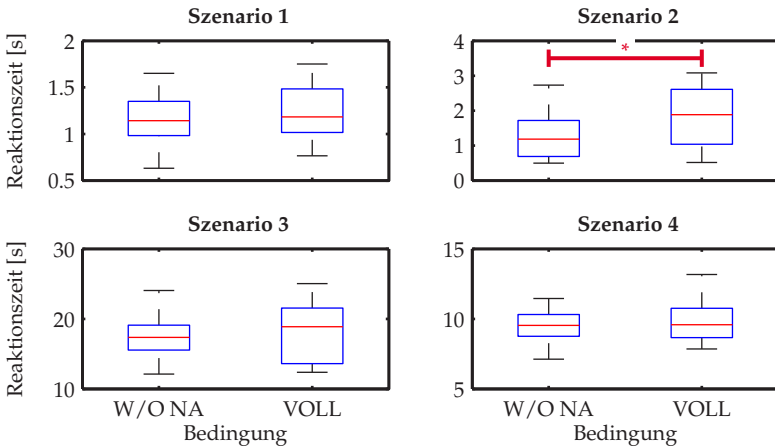 Szenario 1
Szenario 2
Reaktionszeit [s]
2
1.5
1
0.5
4
3
2
1
0
*
Szenario 3
Szenario 4
Reaktionszeit [s]
30
20
10
15
10
5
W/O NA VOLL
W/O NA VOLL
Bedingung
Bedingung